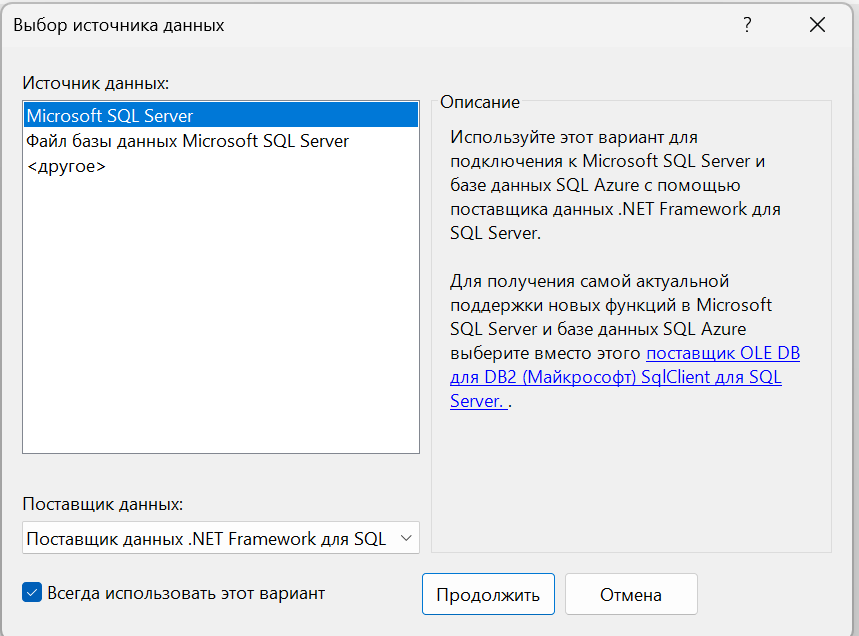 Выбор источника данных
?
Источник данных:
Microsoft SQL Server
Файл базы данных Microsoft SQL Server
<другое>
Описание
Используйте этот вариант для
подключения к Microsoft SQL Server и
базе данных SQL Azure с помощью
поставщика данных .NET Framework для
SQL Server.
Для получения самой актуальной
поддержки новых функций в Microsoft
SQL Server и базе данных SQL Azure
выберите вместо этого поставщик OLE DB
для DB2 (Майкрософт) SqlClient для SQL
Server. .
Поставщик данных:
Поставщик данных .NET Framework для SQL
Всегда использовать этот вариант
Продолжить
Отмена